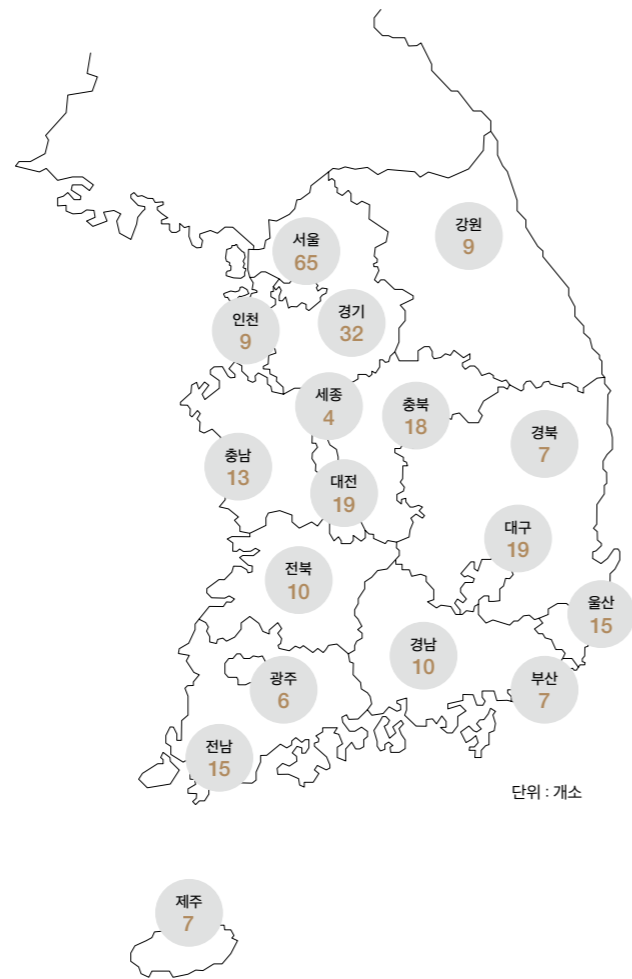 강원
9
서울
65
경기
32
인천
9
세종
4
충북
18
경북
7
충남
13
대전
19
대구
19
전북
10
울산
15
경남
10
광주
6
부산
7
전남
15
단위 : 개소
제주
7